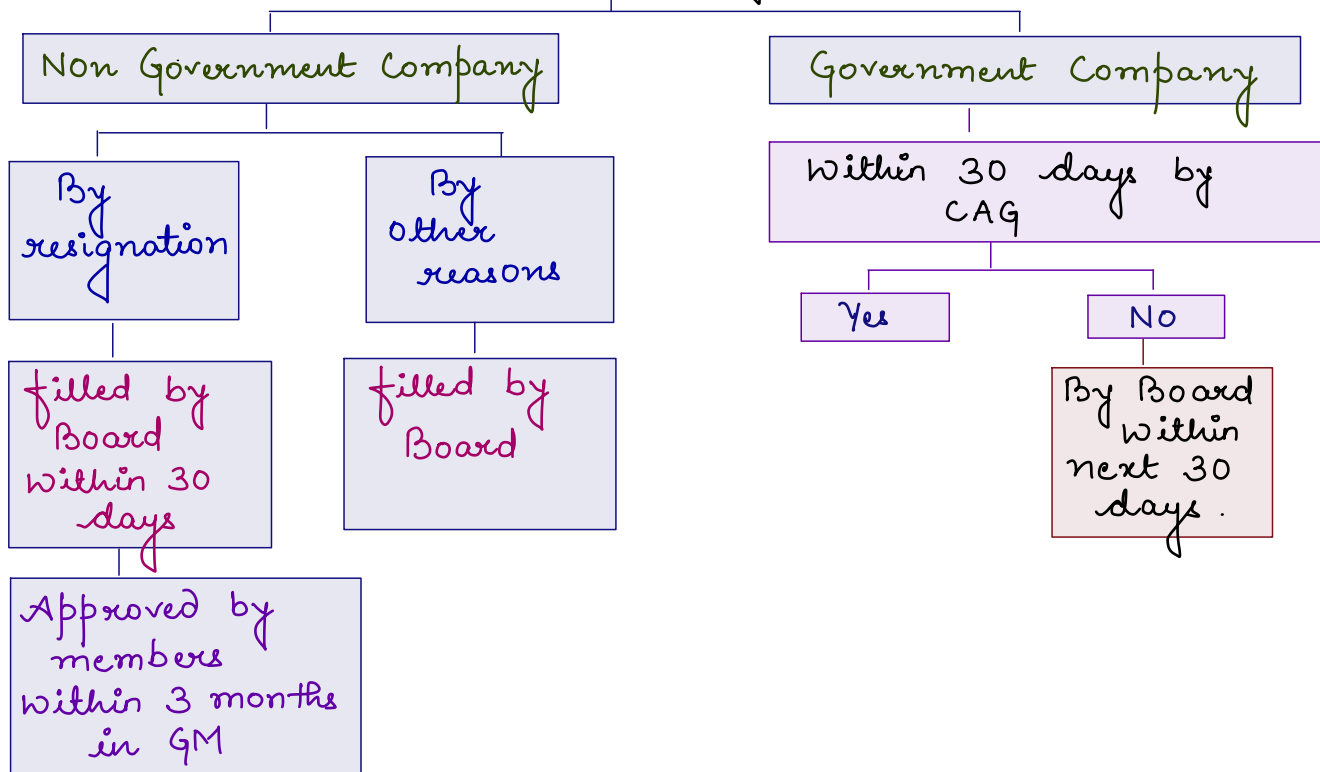 Non Government Company
Government Company
By
resignation
By
other
reasons
Within 30 days by
CAG
Yes
No
filled by
Board
within 30
days
filled by
Board
By Board
within
next 30
days.
Approved by
members
within 3 months
in GM